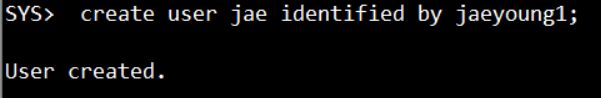 SYS>  create user jae identified by jaeyoung1;
User created.